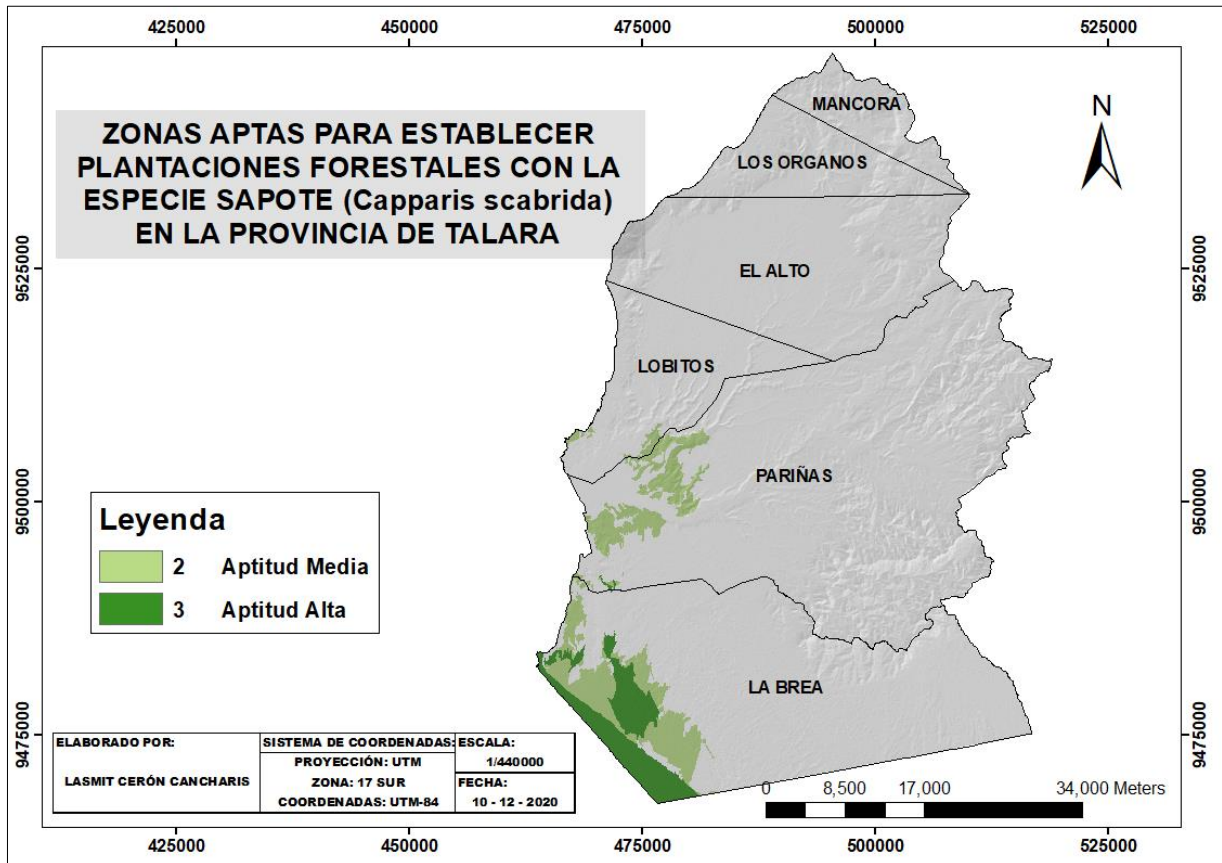 425000 450000 475000 500000 525000
ZONAS APTAS PARA ESTABLECER
PLANTACIONES FORESTALES CON LA
ESPECIE SAPOTE (Capparis scabrida)
EN LA PROVINCIA DE TALARA
N
MANCORA
LOS ORGANOS
EL ALTO
LOBITOS
PARIÑAS
LA BREA
9525000 9525000
9500000 9500000
9475000 9475000
Leyenda
2 Aptitud Media
3 Aptitud Alta
ELABORADO POR:
LASMIT CERÓN CANCHARIS
SISTEMA DE COORDENADAS:
PROYECCIÓN: UTM
ZONA: 17 SUR
COORDENADAS: UTM-84
ESCALA:
1/440000
FECHA:
10 - 12 - 2020
0 8,500 17,000 34,000 Meters
425000 450000 475000 500000 525000